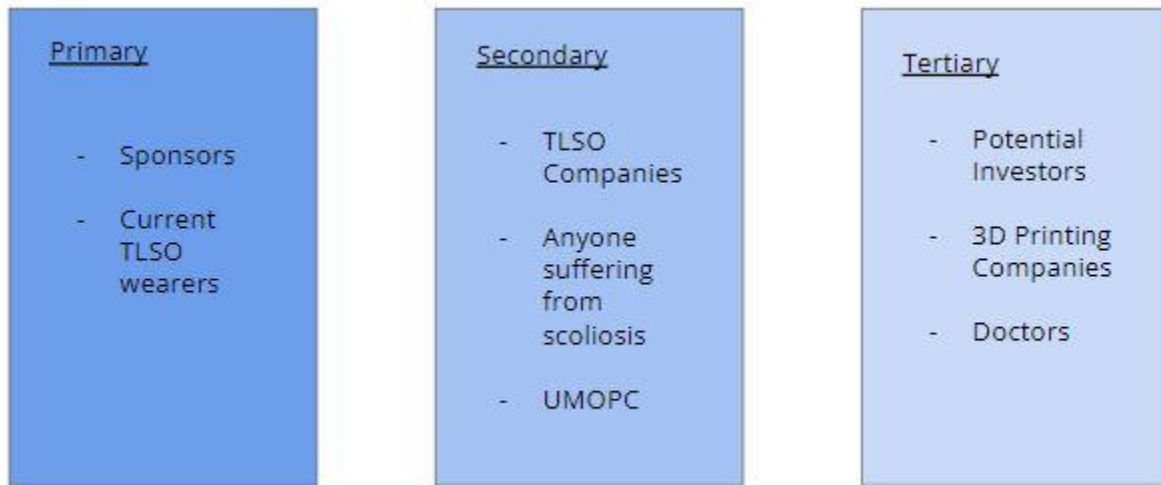 Primary
- Sponsors
- Current
TLSO
wearers
Secondary
- TLSO
Companies
- Anyone
suffering
from
scoliosis
- UMOPC
Tertiary
- Potential
Investors
- 3D Printing
Companies
- Doctors